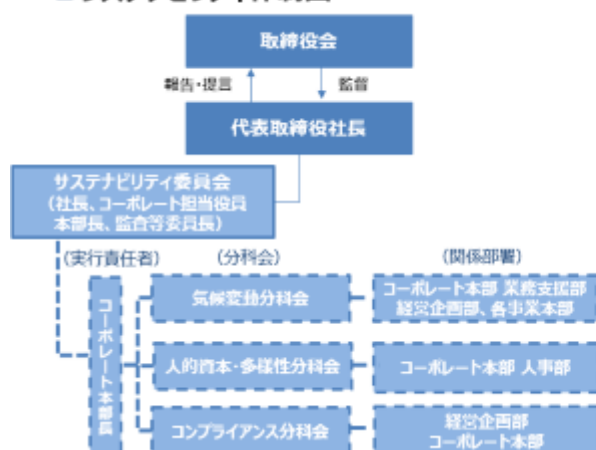 取締役会
報告・提言
監督
代表取締役社長
サステナビリティ委員会
(社長、コーポレート担当役員
本部長、監査等委員長)
(実行責任者)
(分科会)
(関係部署)
コーポレート本部長
気候変動分科会
コーポレート本部 業務支援部
経営企画部、各事業本部
人的資本・多様性分科会
コーポレート本部 人事部
コンプライアンス分科会
経営企画部
コーポレート本部